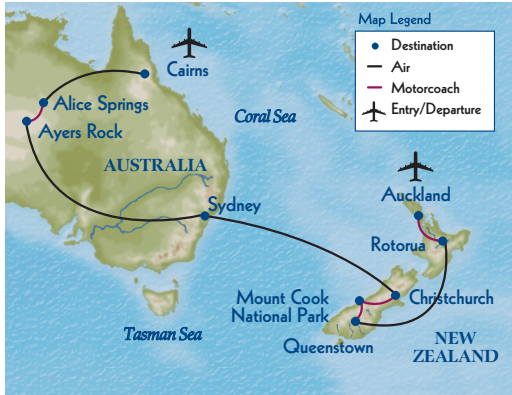 Map Legend
Destination
Air
Motorcoach
Entry/Departure
Cairns
Alice Springs
Ayers Rock
Coral Sea
AUSTRALIA
Sydney
Auckland
Rotorua
Mount Cook
National Park
Christchurch
Tasman Sea
Queenstown
NEW
ZEALAND